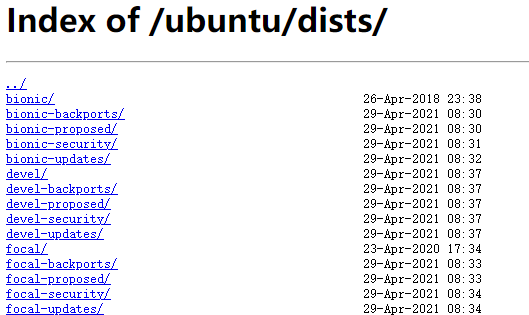 Index of /ubuntu/dists/
../
bionic/ 26-Apr-2018 23:38
bionic-backports/ 29-Apr-2021 08:30
bionic-proposed/ 29-Apr-2021 08:30
bionic-security/ 29-Apr-2021 08:31
bionic-updates/ 29-Apr-2021 08:32
devel/ 29-Apr-2021 08:37
devel-backports/ 29-Apr-2021 08:37
devel-proposed/ 29-Apr-2021 08:37
devel-security/ 29-Apr-2021 08:37
devel-updates/ 29-Apr-2021 08:37
focal/ 23-Apr-2020 17:34
focal-backports/ 29-Apr-2021 08:33
focal-proposed/ 29-Apr-2021 08:33
focal-security/ 29-Apr-2021 08:34
focal-updates/ 29-Apr-2021 08:34